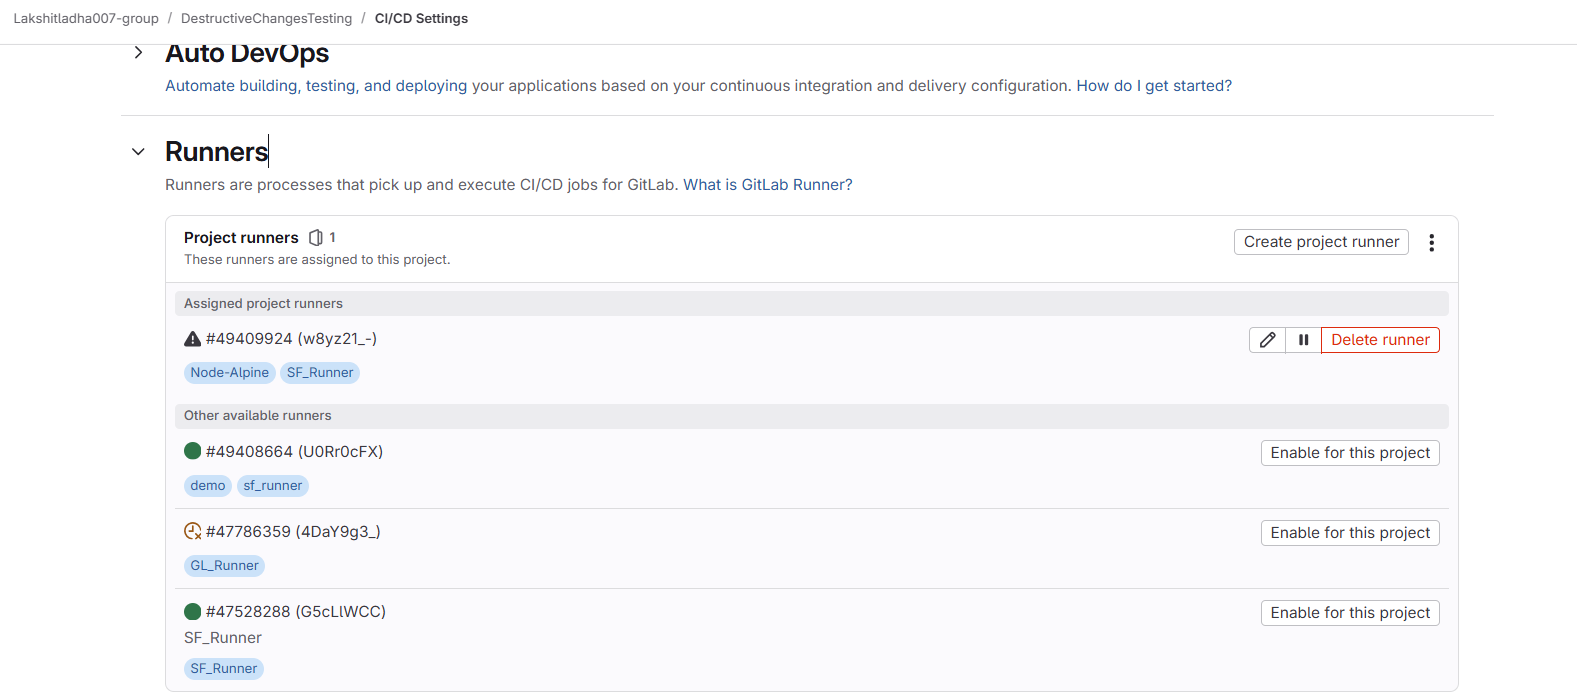 Lakshitladha007-group / DestructiveChangesTesting / CI/CD Settings
Auto DevOps
Automate building, testing, and deploying your applications based on your continuous integration and delivery configuration. How do I get started?
Runners
Runners are processes that pick up and execute CI/CD jobs for GitLab. What is GitLab Runner?
Project runners 1 Create project runner
These runners are assigned to this project.
Assigned project runners
#49409924 (w8yz21_-) Delete runner
Node-Alpine SF_Runner
Other available runners
#49408664 (U0Rr0cFX) Enable for this project
demo sf_runner
#47786359 (4DaY9g3_) Enable for this project
GL_Runner
#47528288 (G5cLlWCC) Enable for this project
SF_Runner
SF_Runner